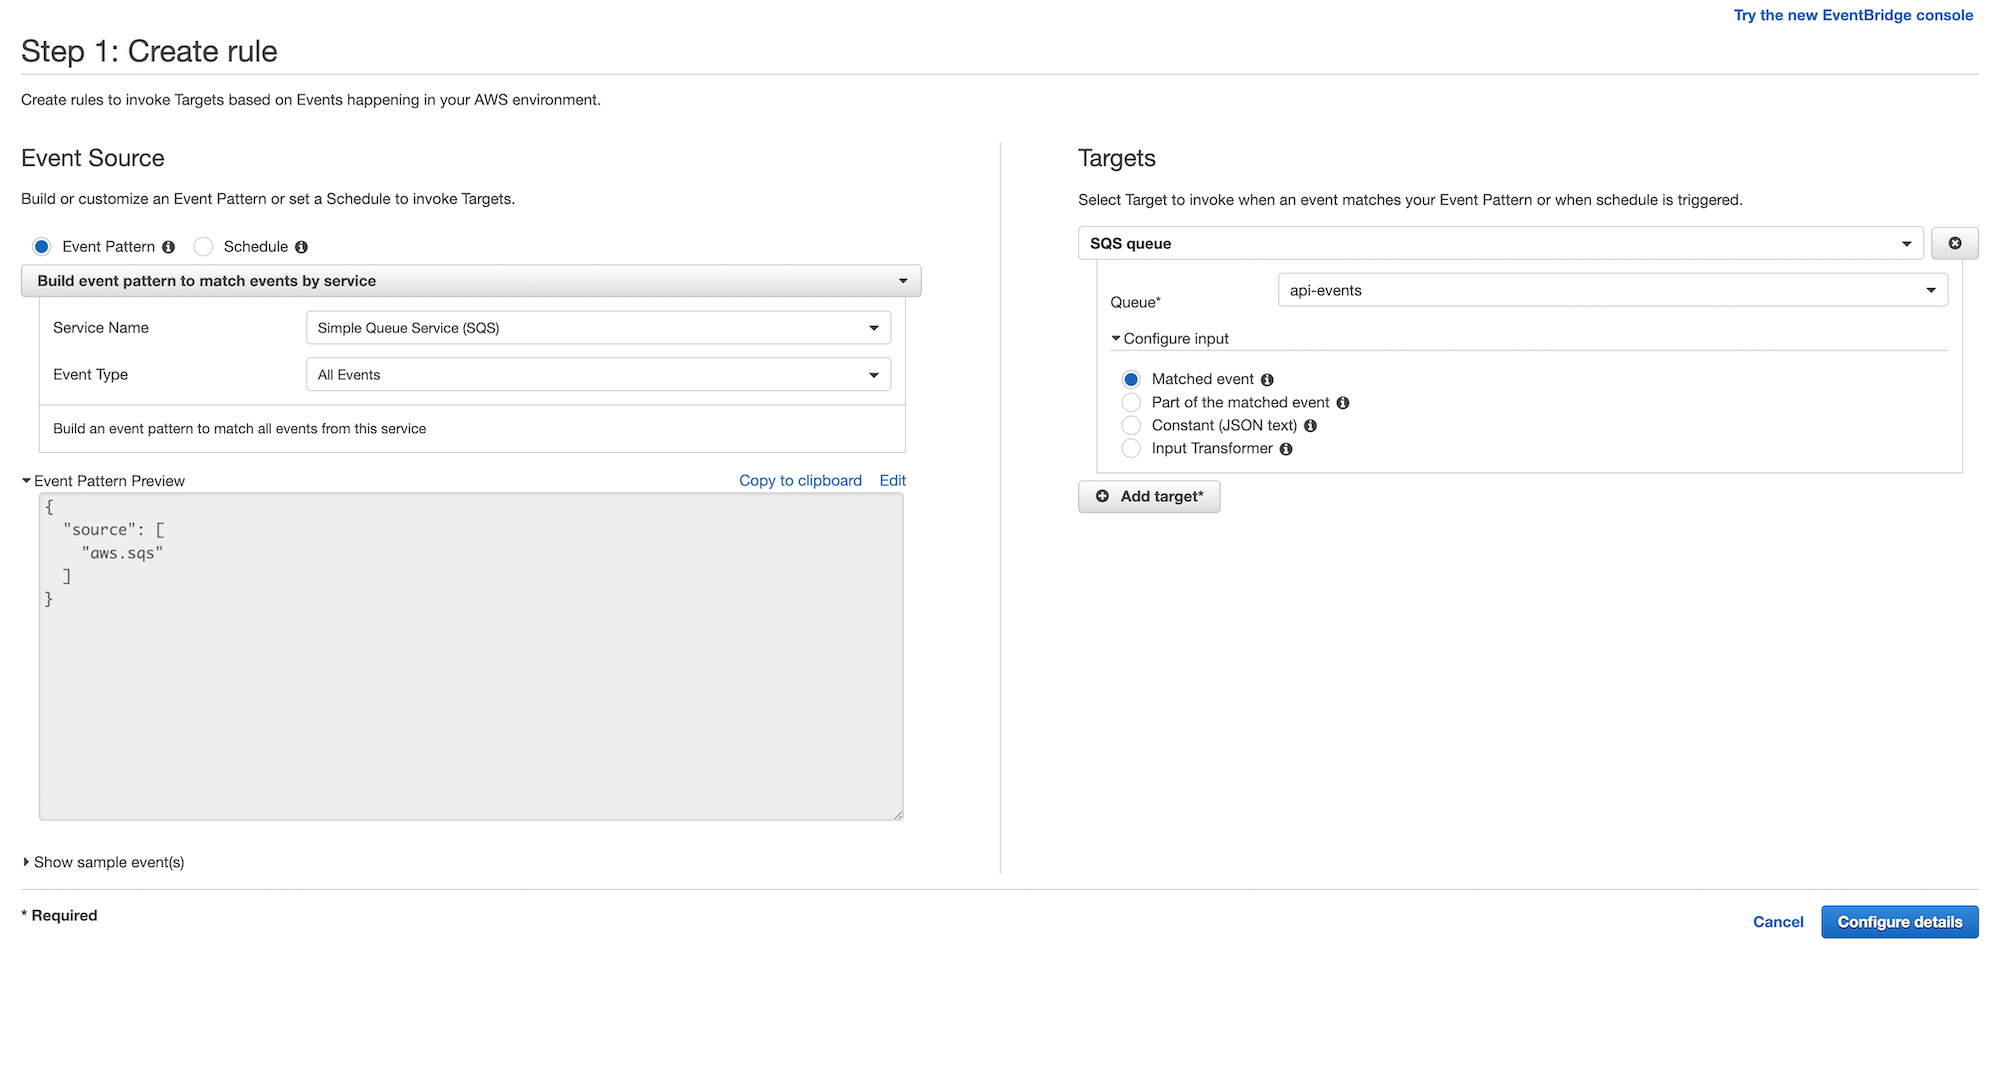 Try the new EventBridge console
Step 1: Create rule
Create rules to invoke Targets based on Events happening in your AWS environment.
Event Source
Build or customize an Event Pattern or set a Schedule to invoke Targets.
Event Pattern Schedule
Build event pattern to match events by service
Service Name Simple Queue Service (SQS)
Event Type All Events
Build an event pattern to match all events from this service
Event Pattern Preview Copy to clipboard Edit
{
"source": [
"aws.sqs"
]
}
Show sample event(s)
Targets
Select Target to invoke when an event matches your Event Pattern or when schedule is triggered.
SQS queue
Queue* api-events
Configure input
Matched event
Part of the matched event
Constant (JSON text)
Input Transformer
Add target*
* Required
Cancel Configure details